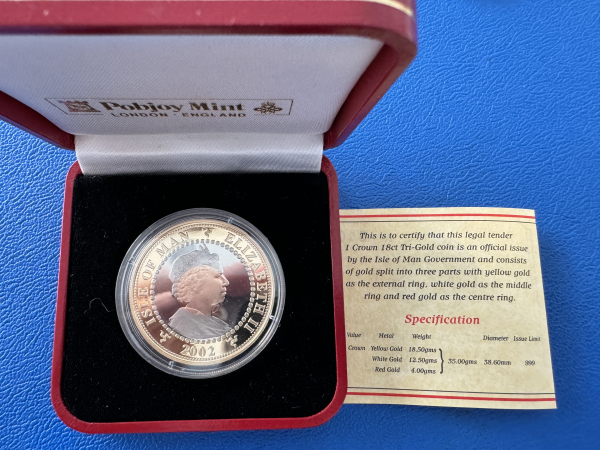 Pobjoy Mint
LONDON · ENGLAND
ISLE OF MAN ELIZABETH II
2002
This is to certify that this legal tender
1 Crown 18ct Tri-Gold coin is an official issue
by the Isle of Man Government and consists
of gold split into three parts with yellow gold
as the external ring, white gold as the middle
ring and red gold as the centre ring.
Specification
Value Metal Weight Diameter Issue Limit
Crown Yellow Gold 18.50gms
White Gold 12.50gms 35.00gms 38.60mm 999
Red Gold 4.00gms